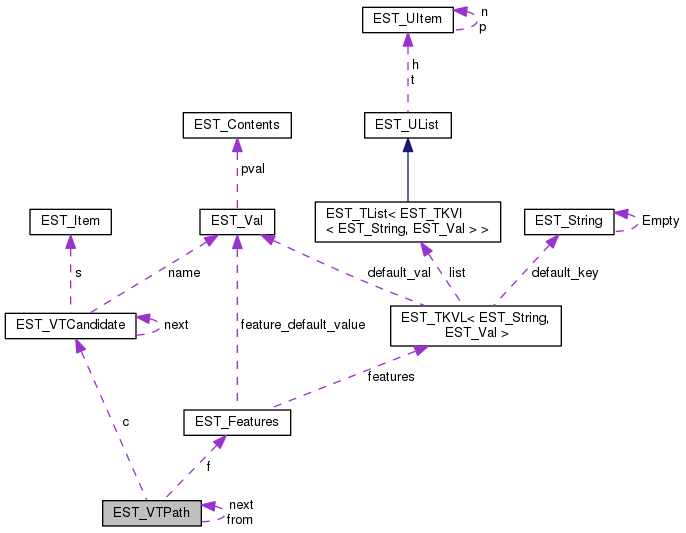 EST_UItem
n
p
h
t
EST_Contents
EST_UList
pval
EST_Item
EST_Val
EST_TList< EST_TKVI
< EST_String, EST_Val > >
EST_String
Empty
s
name
default_val
list
default_key
EST_VTCandidate
next
feature_default_value
EST_TKVL< EST_String,
EST_Val >
features
c
EST_Features
f
EST_VTPath
next
from